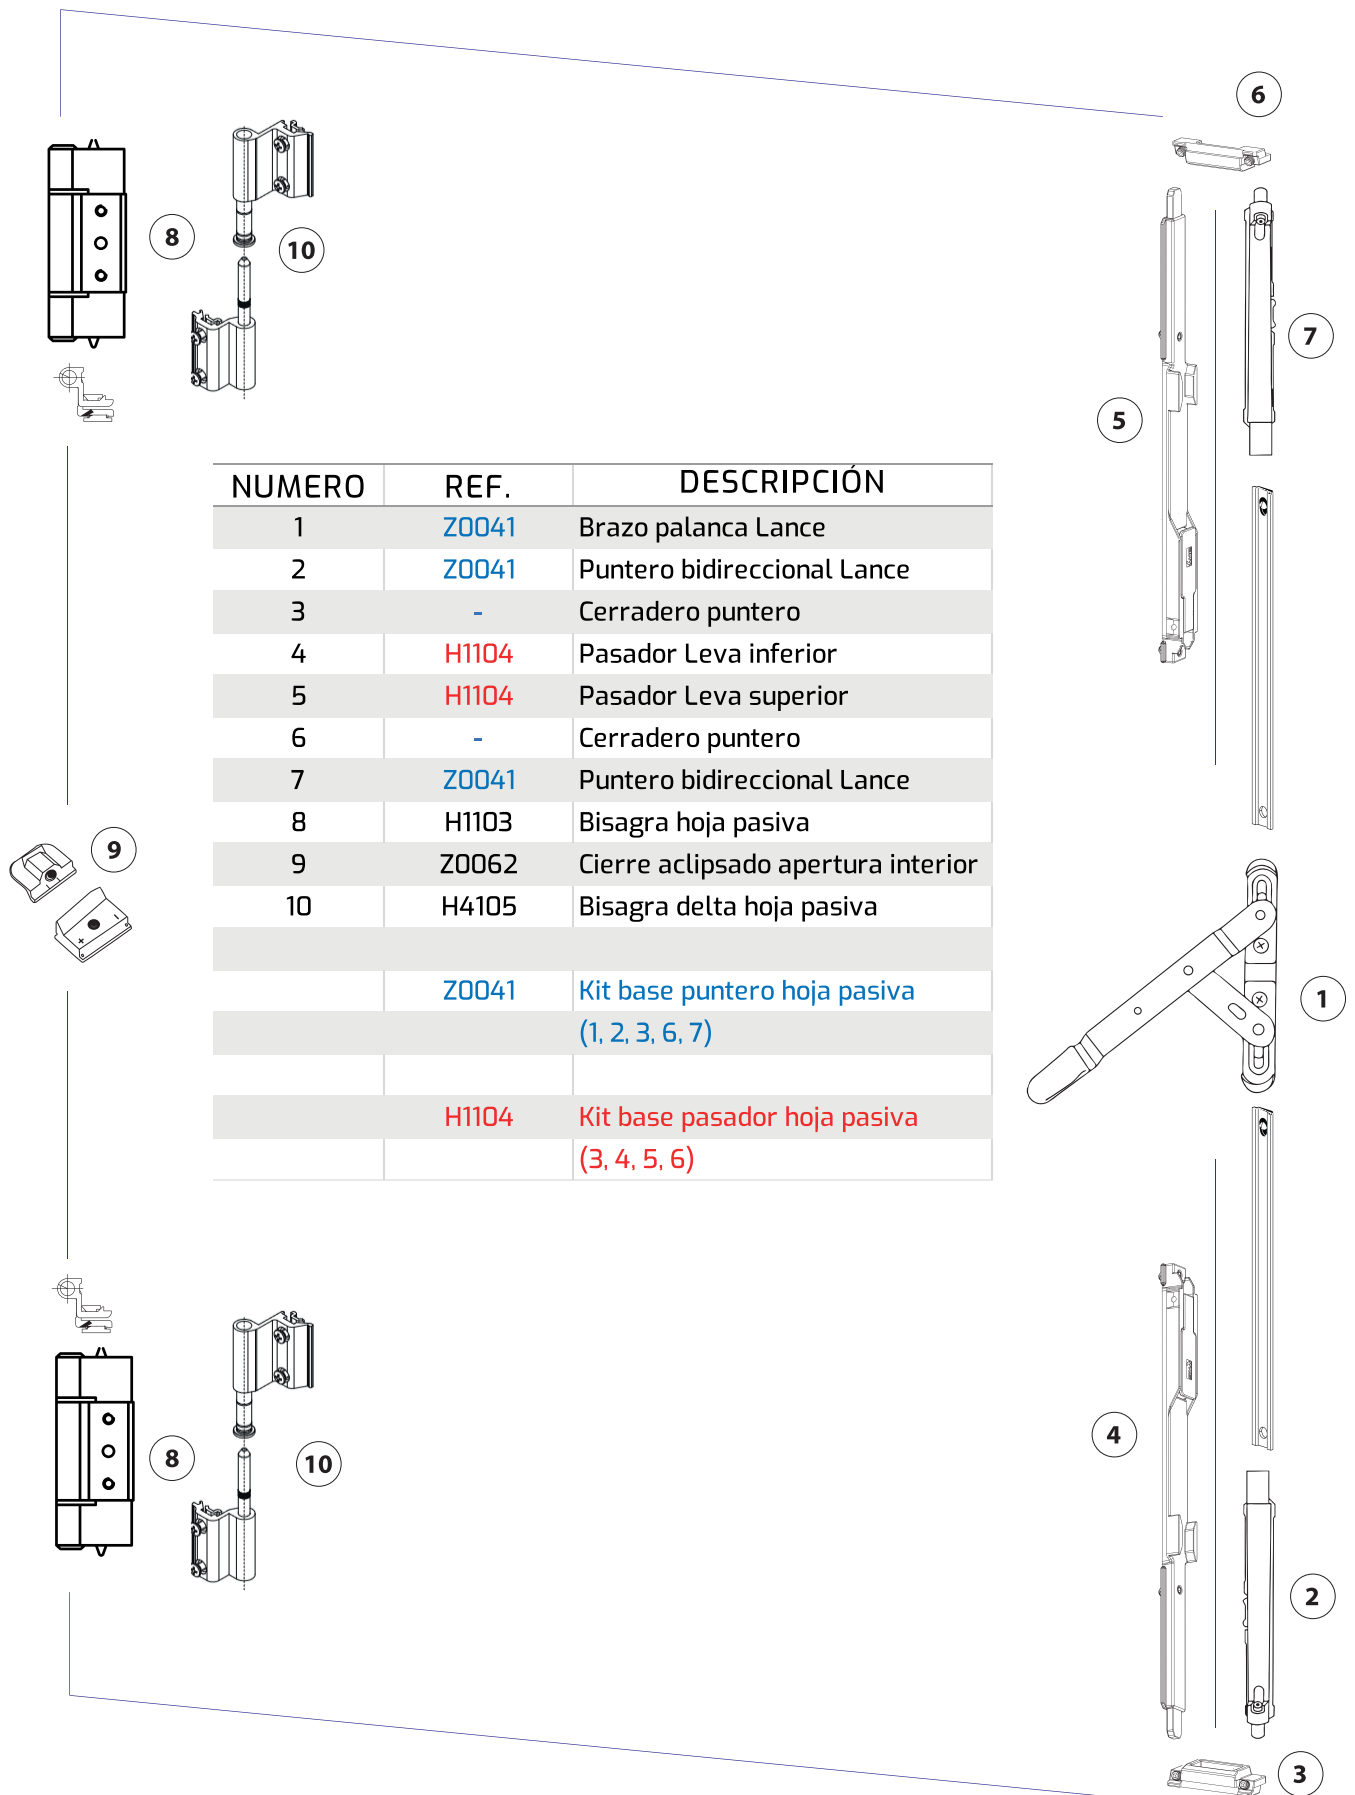 6
8
10
7
5
NUMERO REF. DESCRIPCIÓN
1 Z0041 Brazo palanca Lance
2 Z0041 Puntero bidireccional Lance
3 - Cerradero puntero
4 H1104 Pasador Leva inferior
5 H1104 Pasador Leva superior
6 - Cerradero puntero
7 Z0041 Puntero bidireccional Lance
8 H1103 Bisagra hoja pasiva
9 Z0062 Cierre aclipsado apertura interior
10 H4105 Bisagra delta hoja pasiva
Z0041 Kit base puntero hoja pasiva
(1, 2, 3, 6, 7)
H1104 Kit base pasador hoja pasiva
(3, 4, 5, 6)
9
1
4
8
10
2
3